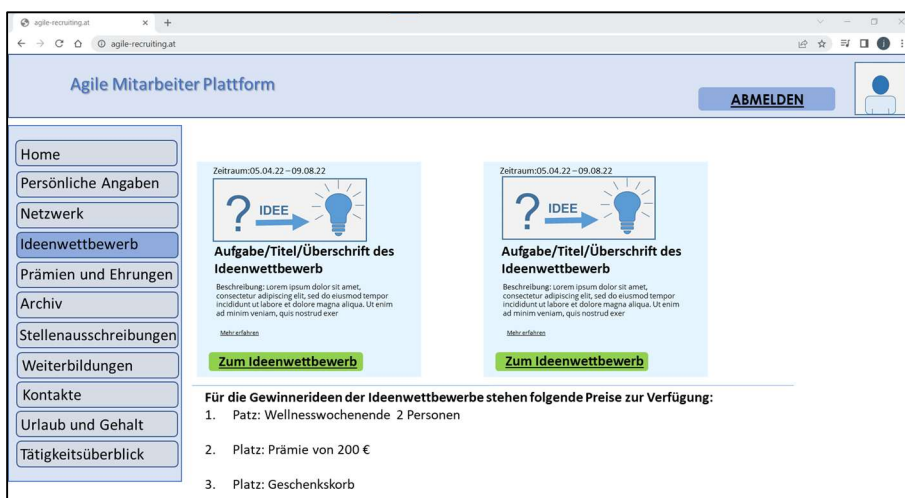 agile-recruiting.at
agile-recruiting.at
Agile Mitarbeiter Plattform
ABMELDEN
Home
Persönliche Angaben
Netzwerk
Ideenwettbewerb
Prämien und Ehrungen
Archiv
Stellenausschreibungen
Weiterbildungen
Kontakte
Urlaub und Gehalt
Tätigkeitsüberblick
Zeitraum:05.04.22 – 09.08.22
? IDEE
Aufgabe/Titel/Überschrift des
Ideenwettbewerb
Beschreibung: Lorem ipsum dolor sit amet,
consectetur adipiscing elit, sed do eiusmod tempor
incididunt ut labore et dolore magna aliqua. Ut enim
ad minim veniam, quis nostrud exer
Mehr erfahren
Zum Ideenwettbewerb
Zeitraum:05.04.22 – 09.08.22
? IDEE
Aufgabe/Titel/Überschrift des
Ideenwettbewerb
Beschreibung: Lorem ipsum dolor sit amet,
consectetur adipiscing elit, sed do eiusmod tempor
incididunt ut labore et dolore magna aliqua. Ut enim
ad minim veniam, quis nostrud exer
Mehr erfahren
Zum Ideenwettbewerb
Für die Gewinnerideen der Ideenwettbewerbe stehen folgende Preise zur Verfügung:
1. Patz: Wellnesswochenende 2 Personen
2. Platz: Prämie von 200 €
3. Platz: Geschenkskorb